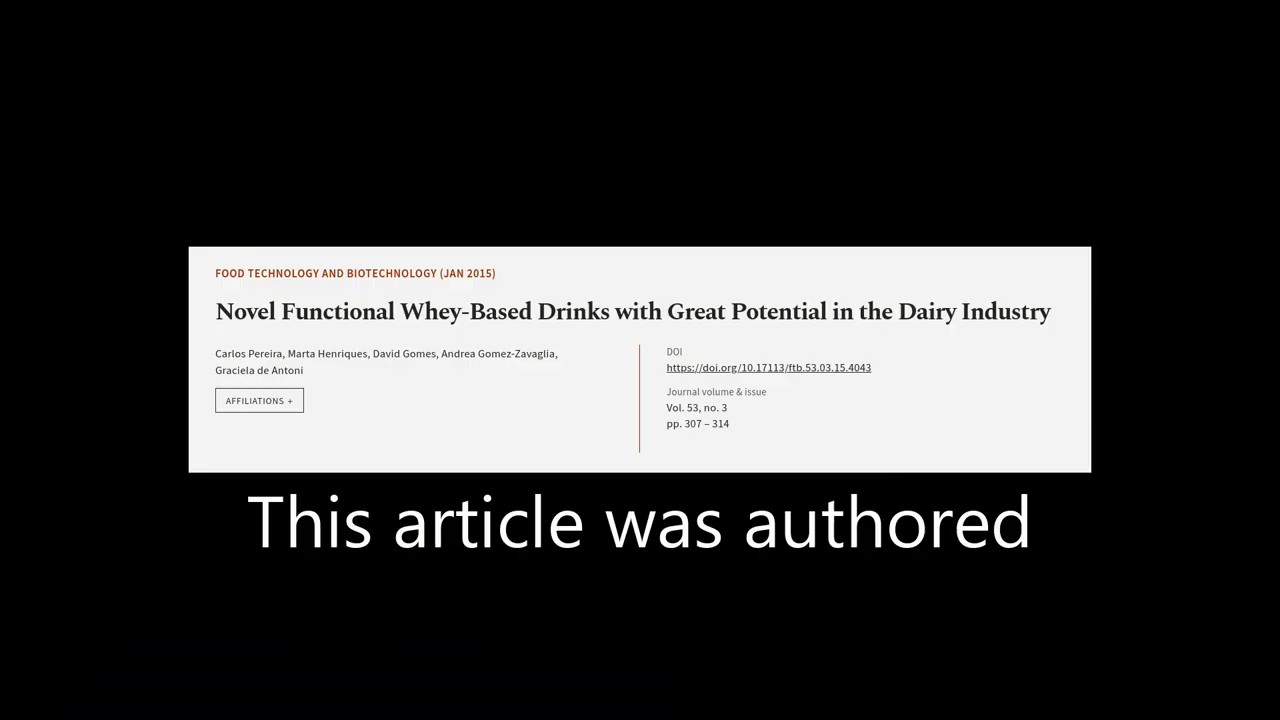 FOOD TECHNOLOGY AND BIOTECHNOLOGY (JAN 2015)
Novel Functional Whey-Based Drinks with Great Potential in the Dairy Industry
Carlos Pereira, Marta Henriques, David Gomes, Andrea Gomez-Zavaglia,
Graciela de Antoni
AFFILIATIONS +
DOI
https://doi.org/10.17113/ftb.53.03.15.4043
Journal volume & issue
Vol. 53, no. 3
pp. 307 – 314
This article was authored